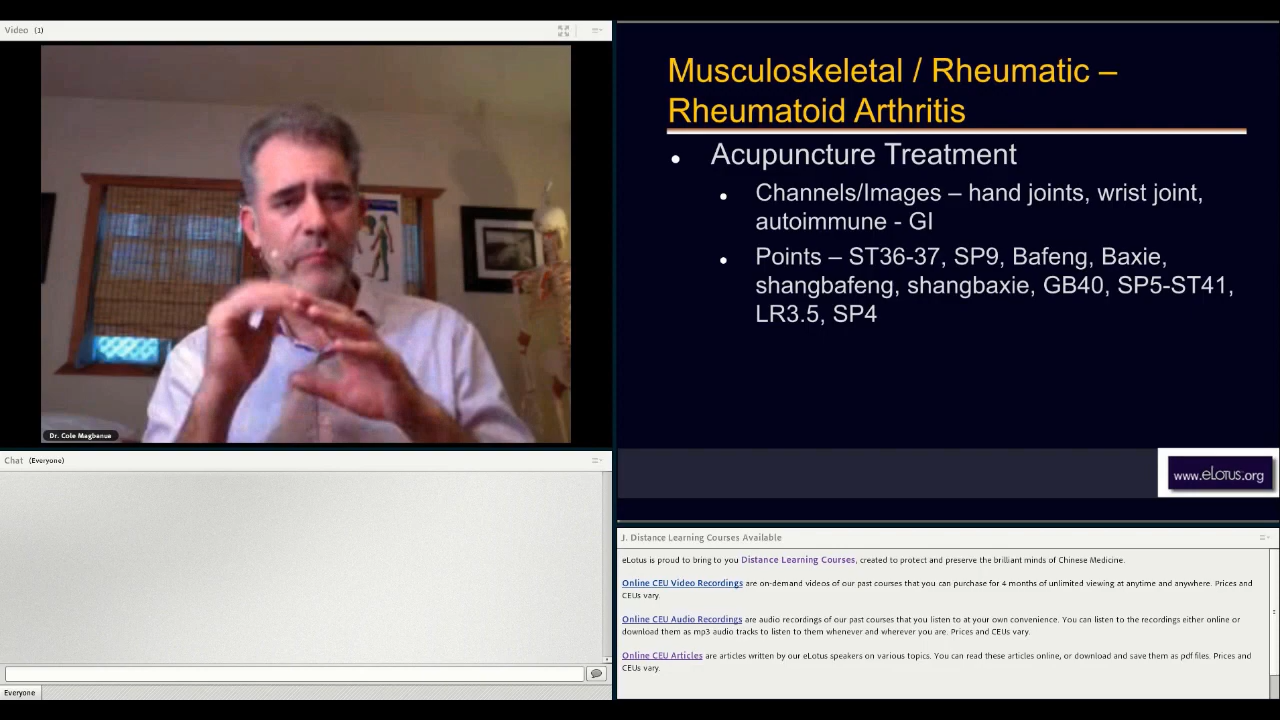 Video (1)
Dr. Cole Magbanua
Chat (Everyone)
Everyone
Musculoskeletal / Rheumatic –
Rheumatoid Arthritis
• Acupuncture Treatment
• Channels/Images – hand joints, wrist joint,
autoimmune - GI
• Points – ST36-37, SP9, Bafeng, Baxie,
shangbafeng, shangbaxie, GB40, SP5-ST41,
LR3.5, SP4
www.eLotus.org
J. Distance Learning Courses Available
eLotus is proud to bring to you Distance Learning Courses, created to protect and preserve the brilliant minds of Chinese Medicine.
Online CEU Video Recordings are on-demand videos of our past courses that you can purchase for 4 months of unlimited viewing at anytime and anywhere. Prices and
CEUs vary.
Online CEU Audio Recordings are audio recordings of our past courses that you listen to at your own convenience. You can listen to the recordings either online or
download them as mp3 audio tracks to listen to them whenever and wherever you are. Prices and CEUs vary.
Online CEU Articles are articles written by our eLotus speakers on various topics. You can read these articles online, or download and save them as pdf files. Prices and
CEUs vary.